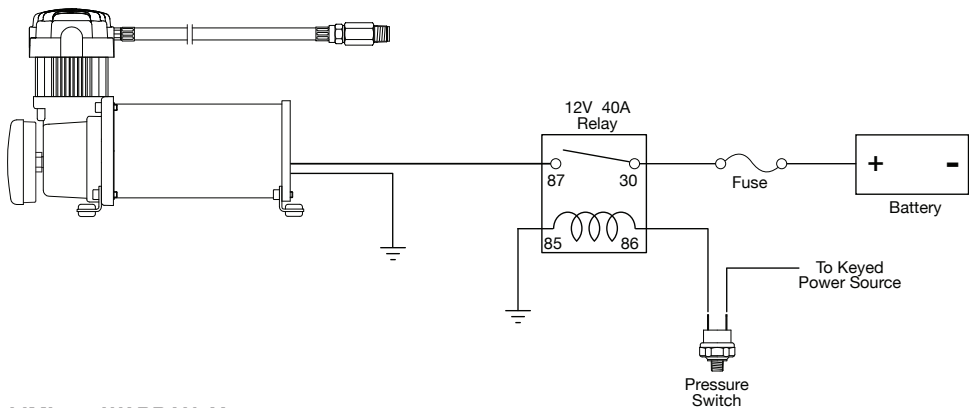 12V 40A
Relay
87
30
Fuse
+
-
Battery
85
86
To Keyed
Power Source
Pressure
Switch